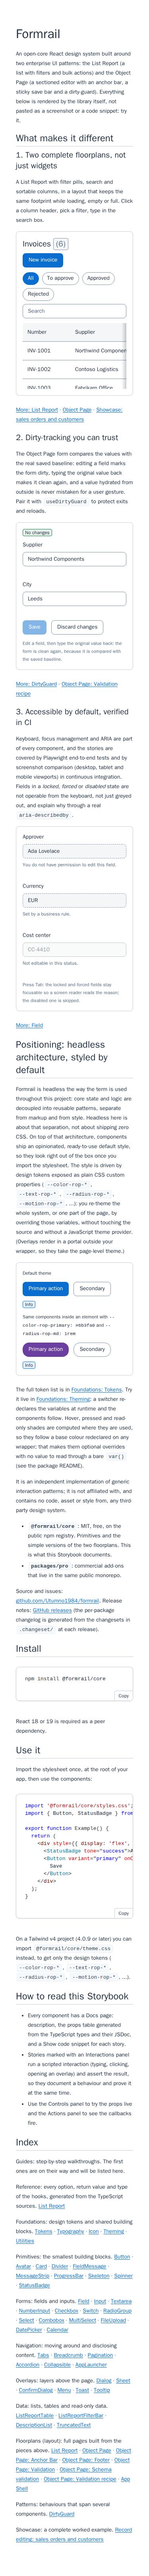 Formrail
An open-core React design system built around
two enterprise UI patterns: the List Report (a
list with filters and bulk actions) and the Object
Page (a sectioned editor with an anchor bar, a
sticky save bar and a dirty-guard). Everything
below is rendered by the library itself, not
pasted as a screenshot or a code snippet: try
it.
What makes it different
1. Two complete floorplans, not
just widgets
A List Report with filter pills, search and
sortable columns, in a layout that keeps the
same footprint while loading, empty or full. Click
a column header, pick a filter, type in the
search box.
Invoices (6)
New invoice
All
To approve
Approved
Rejected
Search
Number Supplier
INV-1001 Northwind Componen
INV-1002 Contoso Logistics
INV-1003 Fabrikam Office
More: List Report · Object Page · Showcase:
sales orders and customers
2. Dirty-tracking you can trust
The Object Page form compares the values with
the real initial baseline: editing a field marks
the form dirty, typing the original value back
makes it clean again, and a save that lands from
outside is never mistaken for a user gesture.
Pair it with useDirtyGuard to protect exits
and reloads.
No changes
Supplier
Northwind Components
City
Leeds
Save
Discard changes
Edit a field, then type the original value back: the
form is clean again, because it is compared with
the saved baseline.
More: DirtyGuard · Object Page: Validation
recipe
3. Accessible by default, verified
in CI
Keyboard, focus management and ARIA are part
of every component's design, and they are
covered by Playwright end-to-end tests and by
screenshot comparison (desktop, tablet and
mobile viewports) in continuous integration.
Fields in a locked, forced or disabled state are
not operable from the keyboard, not just greyed
out, and explain why through a real
aria-describedby.
Approver
Ada Lovelace
You do not have permission to edit this field.
Currency
EUR
Set by a business rule.
Cost center
CC-4410
Not editable in this status.
Press Tab: the locked and forced fields stay
focusable so a screen reader reads the reason;
the disabled one is skipped.
More: Field
Positioning: headless
architecture, styled by
default
Formrail is headless the way the term is used
throughout this project: core state and logic are
decoupled into reusable patterns, separate
from markup and from style. Headless here is
about that separation, not about shipping zero
CSS. On top of that architecture, components
ship an opinionated, ready-to-use default style,
so they look right out of the box once you
import the stylesheet. The style is driven by
design tokens exposed as plain CSS custom
properties ( --color-rop-* ,
--text-rop-* , --radius-rop-* ,
--motion-rop-* , ...): you re-theme the
whole system, or one part of the page, by
overriding those values, without touching the
components and without a JavaScript theme provider.
(Overlays render in a portal outside your
wrapper, so they take the page-level theme.)
Default theme:
Primary action
Secondary
Info
Same components inside an element with --
color-rop-primary: #6b3fa0 and --
radius-rop-md: 1rem
Primary action
Secondary
Info
The full token list is in Foundations: Tokens. Try
it live in Foundations: Theming: a switcher re-
declares the variables at runtime and the
components follow. Hover, pressed and read-
only shades are complete colors they are used,
so they follow a base colour redeclared on any
wrapper; that makes them optional overrides
with no value to read through a bare var()
(see the package README).
It is an independent implementation of generic
interface patterns; it is not affiliated with, and
contains no code, asset or style from, any third-
party design system.
@formrail/core : MIT, free on the
public npm registry. Primitives and the
simple versions of the two floorplans. This
is what this Storybook documents.
packages/pro : commercial add-ons
that live in the same public monorepo.
Source and issues:
github.com/Utumno1984/formrail. Release
notes: GitHub releases (the per-package
changelog is generated from the changesets in
.changeset/ at each release).
Install
npm install @formrail/core
Copy
React 18 or 19 is required as a peer
dependency.
Use it
Import the stylesheet once, at the root of your
app, then use the components:
import '@formrail/core/styles.css';
import { Button, StatusBadge } from
export function Example() {
return (
<div style={{ display: 'flex',
<StatusBadge tone="success">A
<Button variant="primary" onC
Save
</Button>
</div>
);
}
Copy
On a Tailwind v4 project (4.0.9 or later) you can
import @formrail/core/theme.css
instead, to get only the design tokens (
--color-rop-* , --text-rop-* ,
--radius-rop-* , --motion-rop-* , ...).
How to read this Storybook
Every component has a Docs page:
description, the props table generated
from the TypeScript types and their JSDoc,
and a Show code snippet for each story.
Stories marked with an Interactions panel
run a scripted interaction (typing, clicking,
opening an overlay) and assert the result,
so they document a behaviour and prove it
at the same time.
Use the Controls panel to try the props live
and the Actions panel to see the callbacks
fire.
Index
Guides: step-by-step walkthroughs. The first
ones are on their way and will be listed here.
Reference: every option, return value and type
of the hooks, generated from the TypeScript
sources. List Report
Foundations: design tokens and shared building
blocks. Tokens · Typography · Icon · Theming
Utilities
Primitives: the smallest building blocks. Button ·
Avatar · Card · Divider · FieldMessage ·
MessageStrip · ProgressBar · Skeleton · Spinner
· StatusBadge
Forms: fields and inputs. Field · Input · Textarea
· NumberInput · Checkbox · Switch · RadioGroup
· Select · Combobox · MultiSelect · FileUpload ·
DatePicker · Calendar
Navigation: moving around and structuring
content. Tabs · Breadcrumb · Pagination ·
Accordion · Collapsible · AppLauncher
Overlays: layers above the page. Dialog · Sheet
· ConfirmDialog · Menu · Toast · Tooltip
Data: lists, tables and read-only data.
ListReportTable · ListReportFilterBar ·
DescriptionList · TruncatedText
Floorplans (layout): full pages built from the
pieces above. List Report · Object Page · Object
Page: Anchor Bar · Object Page: Footer · Object
Page: Validation · Object Page: Schema
validation · Object Page: Validation recipe · App
Shell
Patterns: behaviours that span several
components. DirtyGuard
Showcase: a complete worked example. Record
editing, sales orders and customers